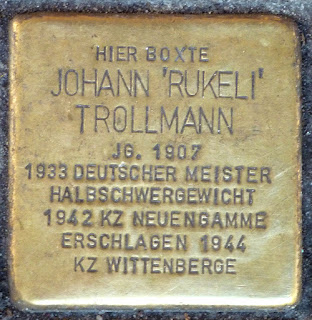 HIER BOXTE
JOHANN 'RUKELI'
TROLLMANN
JG. 1907
1933 DEUTSCHER MEISTER
HALBSCHWERGEWICHT
1942 KZ NEUENGAMME
ERSCHLAGEN 1944
KZ WITTENBERGE